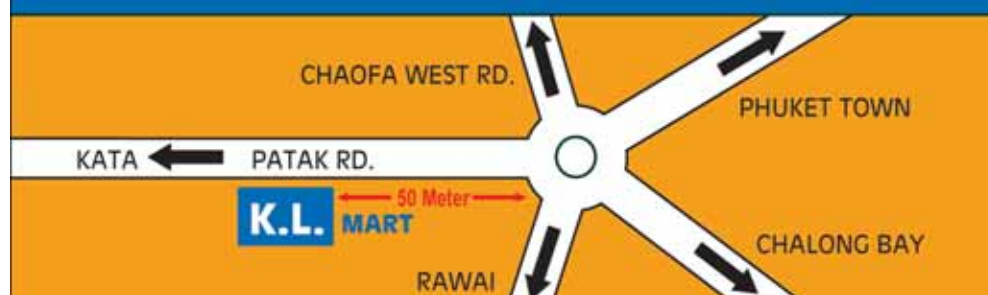 CHAOFA WEST RD.
PHUKET TOWN
KATA
PATAK RD.
K.L. MART
50 Meter
CHALONG BAY
RAWAI